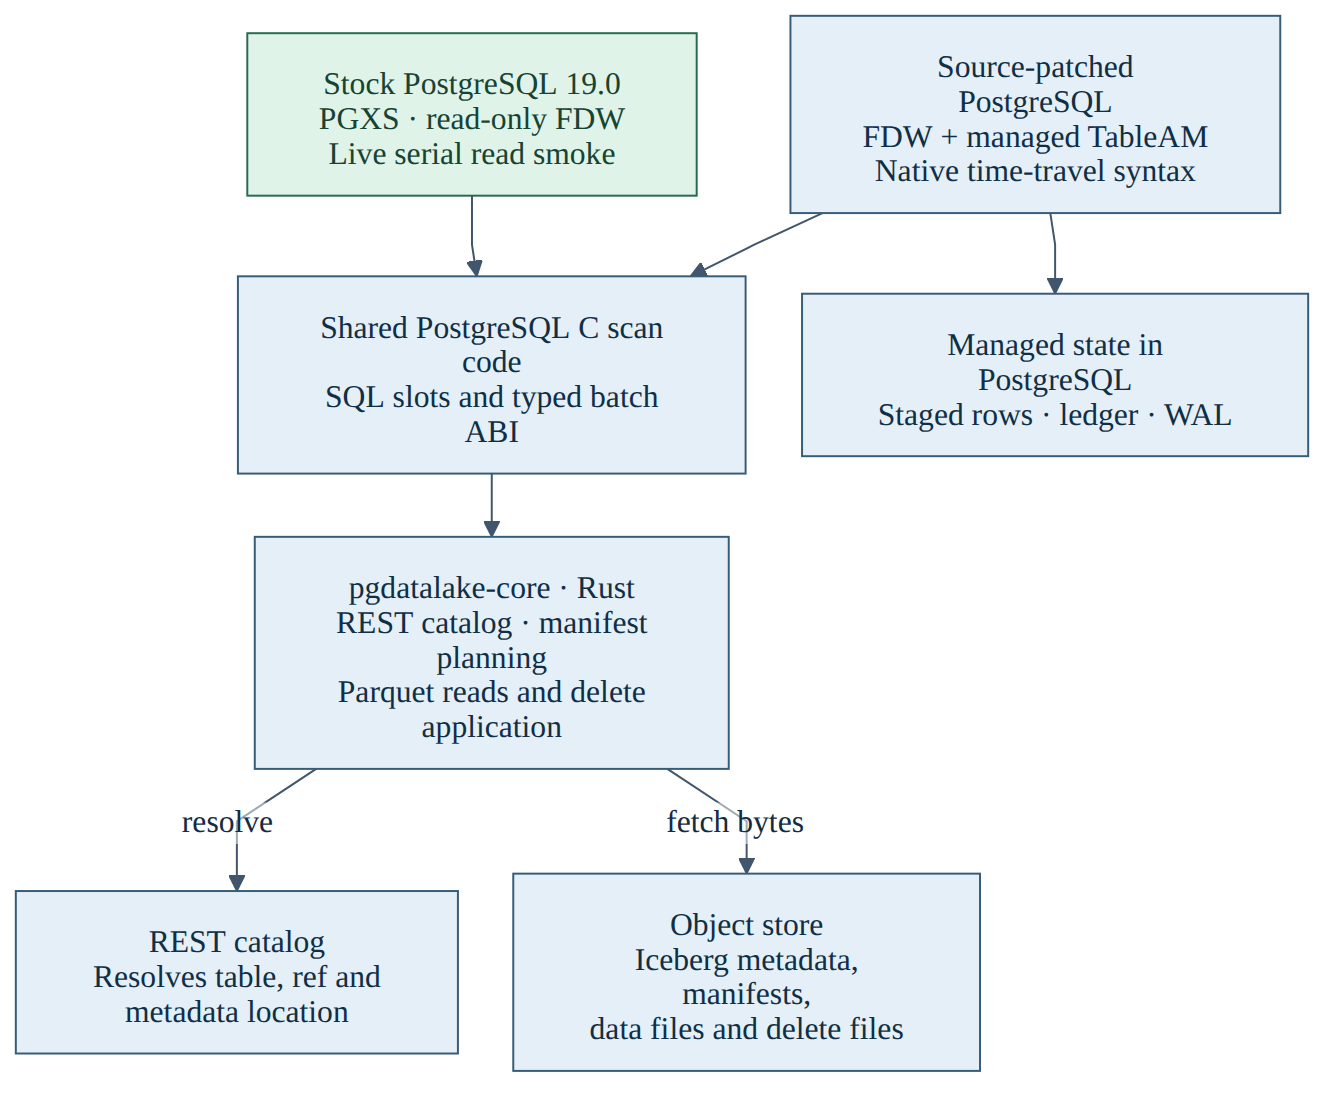 Stock PostgreSQL 19.0
PGXS · read-only FDW
Live serial read smoke
Source-patched
PostgreSQL
FDW + managed TableAM
Native time-travel syntax
Shared PostgreSQL C scan
code
SQL slots and typed batch
ABI
Managed state in
PostgreSQL
Staged rows · ledger · WAL
pgdatalake-core · Rust
REST catalog · manifest
planning
Parquet reads and delete
application
resolve
fetch bytes
REST catalog
Resolves table, ref and
metadata location
Object store
Iceberg metadata,
manifests,
data files and delete files